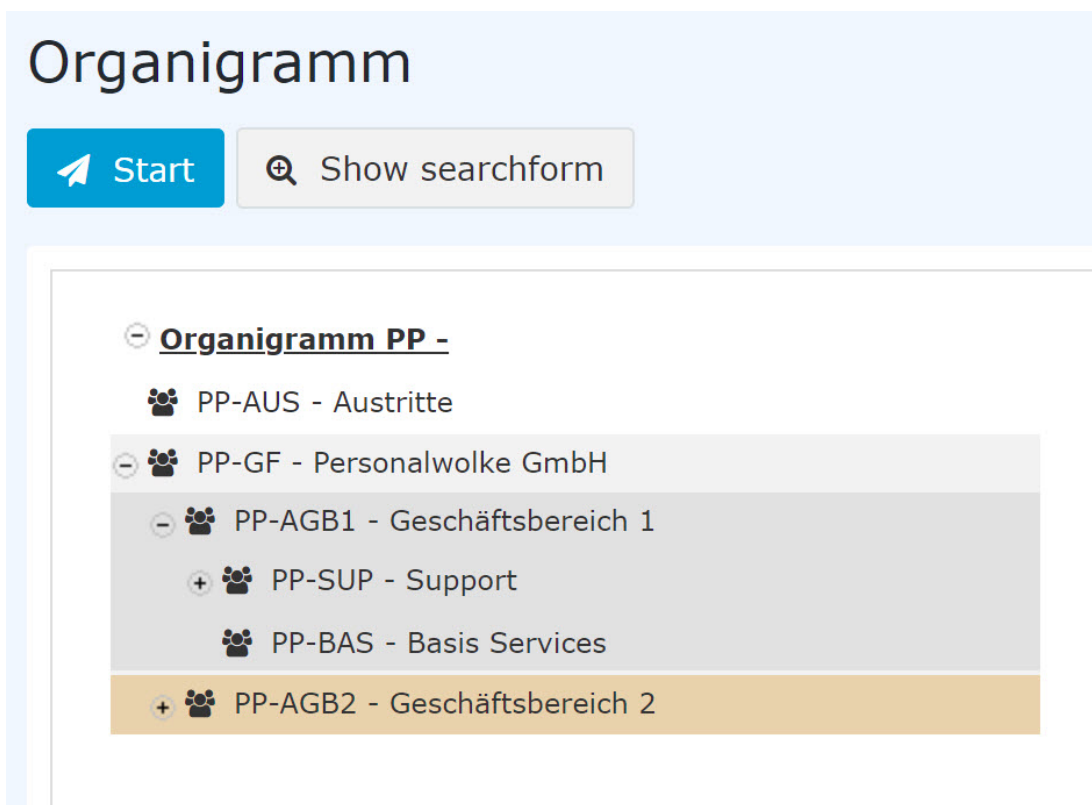 Organigramm
Start Show searchform
Organigramm PP -
PP-AUS - Austritte
PP-GF - Personalwolke GmbH
PP-AGB1 - Geschäftsbereich 1
PP-SUP - Support
PP-BAS - Basis Services
PP-AGB2 - Geschäftsbereich 2